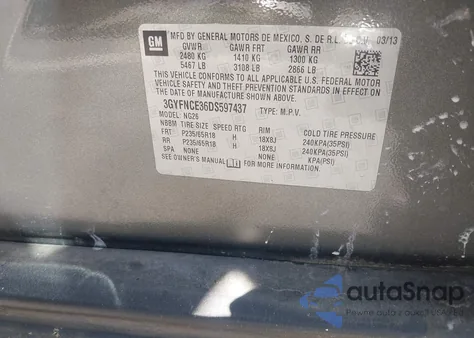 GM
MFD BY GENERAL MOTORS DE MEXICO, S. DE R.L. 03/13
GVWR GAWR FRT GAWR RR
2480 KG 1410 KG 1300 KG
5467 LB 3108 LB 2866 LB
THIS VEHICLE CONFORMS TO ALL APPLICABLE U.S. FEDERAL MOTOR
VEHICLE SAFETY AND THEFT PREVENTION STANDARDS IN EFFECT ON
THE DATE OF MANUFACTURE SHOWN ABOVE.
3GYFNCE36DS597437 TYPE: M.P.V.
MODEL: NG26
NBBM TIRE SIZE SPEED RTG RIM COLD TIRE PRESSURE
FRT P235/65R18 H 18X8J 240KPA(35PSI)
RR P235/65R18 H 18X8J 240KPA(35PSI)
SPA NONE NONE KPA(PSI)
SEE OWNER'S MANUAL FOR MORE INFORMATION.
autoSnap
Pewne auto z USA